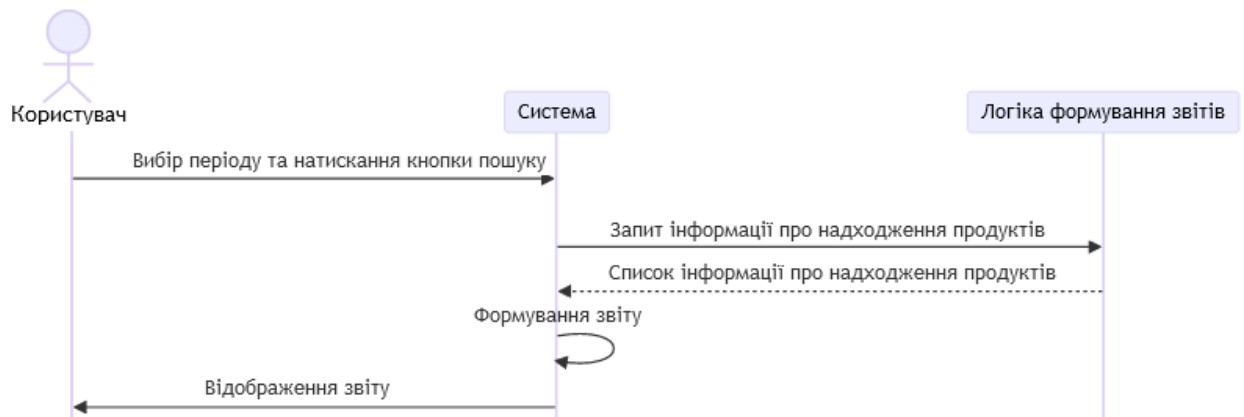 Користувач
Система
Логіка формування звітів
Вибір періоду та натискання кнопки пошуку
Запит інформації про надходження продуктів
Список інформації про надходження продуктів
Формування звіту
Відображення звіту